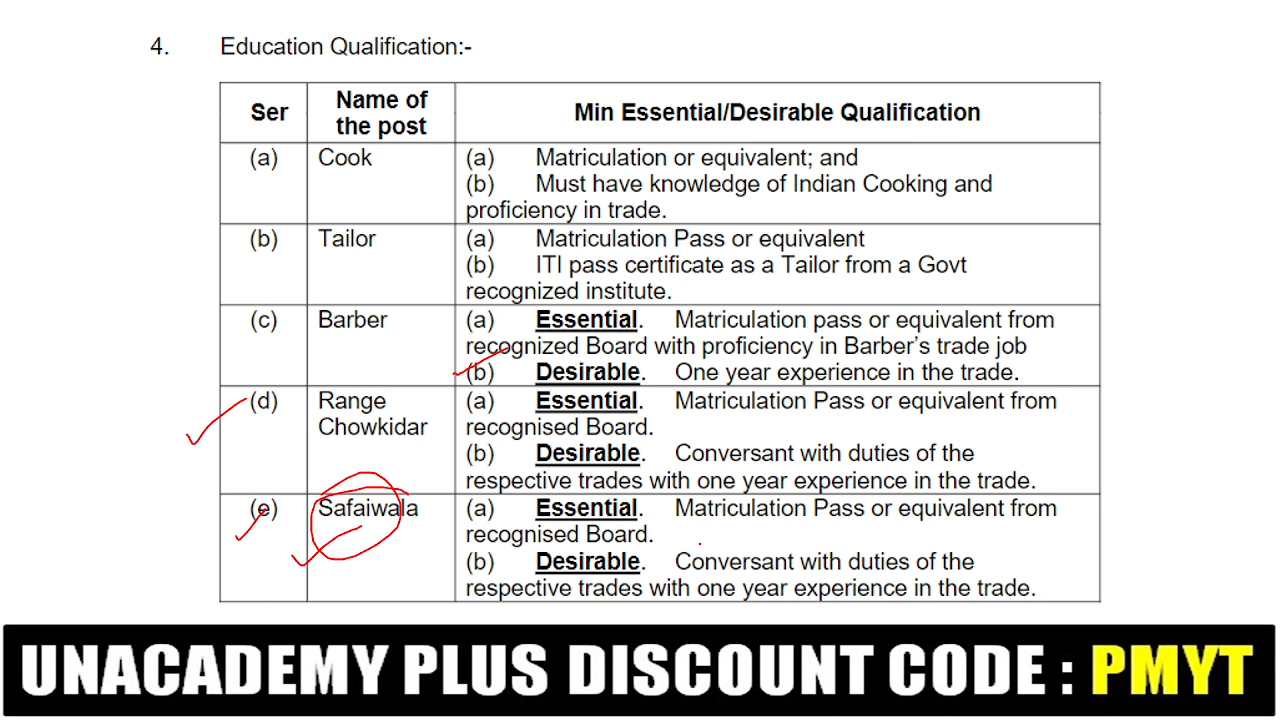 4. Education Qualification:-
Ser
Name of
the post
Min Essential/Desirable Qualification
(a)
Cook
(a) Matriculation or equivalent; and
(b) Must have knowledge of Indian Cooking and
proficiency in trade.
(b)
Tailor
(a) Matriculation Pass or equivalent
(b) ITI pass certificate as a Tailor from a Govt
recognized institute.
(c)
Barber
(a) Essential. Matriculation pass or equivalent from
recognized Board with proficiency in Barber's trade job
(b) Desirable. One year experience in the trade.
(d)
Range
Chowkidar
(a) Essential. Matriculation Pass or equivalent from
recognised Board.
(b) Desirable. Conversant with duties of the
respective trades with one year experience in the trade.
(e)
Safaiwala
(a) Essential. Matriculation Pass or equivalent from
recognised Board.
(b) Desirable. Conversant with duties of the
respective trades with one year experience in the trade.
UNACADEMY PLUS DISCOUNT CODE : PMYT